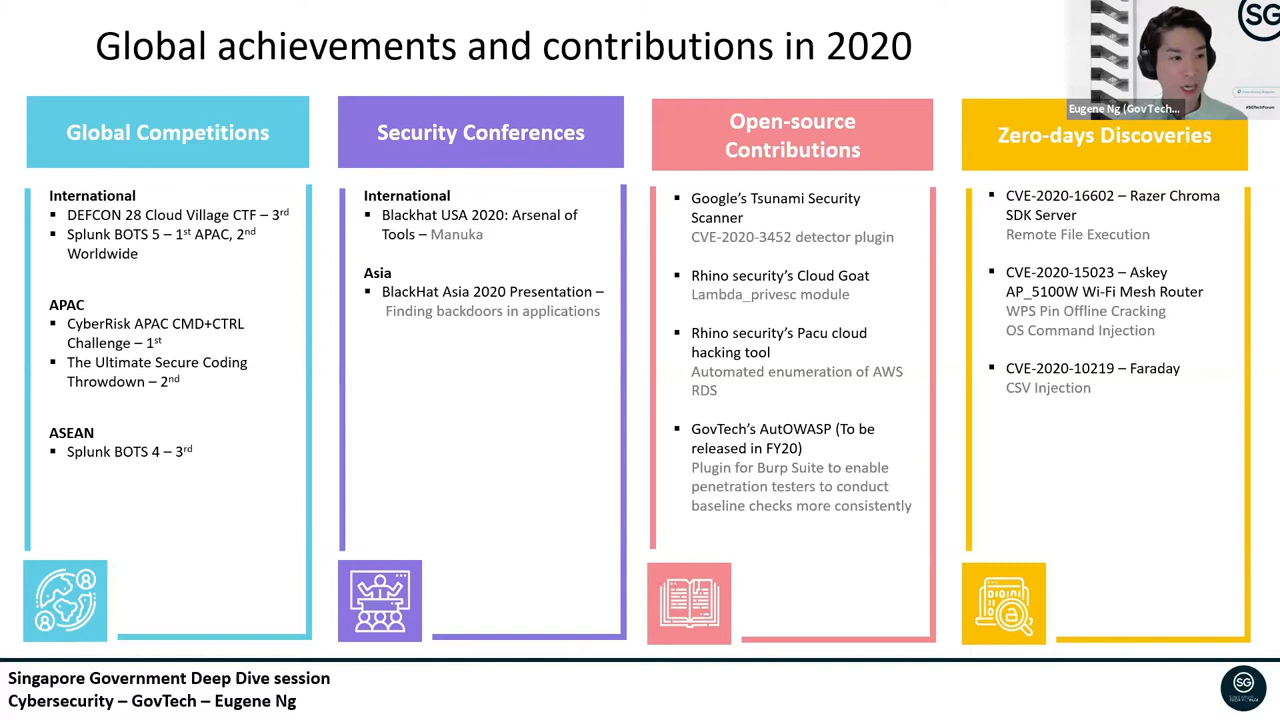 Global achievements and contributions in 2020
SG
#SGTechForum
Eugene Ng (GovTech...
Global Competitions
International
▪ DEFCON 28 Cloud Village CTF – 3rd
▪ Splunk BOTS 5 – 1st APAC, 2nd
Worldwide
APAC
▪ CyberRisk APAC CMD+CTRL
Challenge – 1st
▪ The Ultimate Secure Coding
Throwdown – 2nd
ASEAN
▪ Splunk BOTS 4 – 3rd
Security Conferences
International
▪ Blackhat USA 2020: Arsenal of
Tools – Manuka
Asia
▪ BlackHat Asia 2020 Presentation –
Finding backdoors in applications
Open-source
Contributions
▪ Google’s Tsunami Security
Scanner
CVE-2020-3452 detector plugin
▪ Rhino security’s Cloud Goat
Lambda_privesc module
▪ Rhino security’s Pacu cloud
hacking tool
Automated enumeration of AWS
RDS
▪ GovTech’s AutOWASP (To be
released in FY20)
Plugin for Burp Suite to enable
penetration testers to conduct
baseline checks more consistently
Zero-days Discoveries
▪ CVE-2020-16602 – Razer Chroma
SDK Server
Remote File Execution
▪ CVE-2020-15023 – Askey
AP_5100W Wi-Fi Mesh Router
WPS Pin Offline Cracking
OS Command Injection
▪ CVE-2020-10219 – Faraday
CSV Injection
Singapore Government Deep Dive session
Cybersecurity – GovTech – Eugene Ng
SG